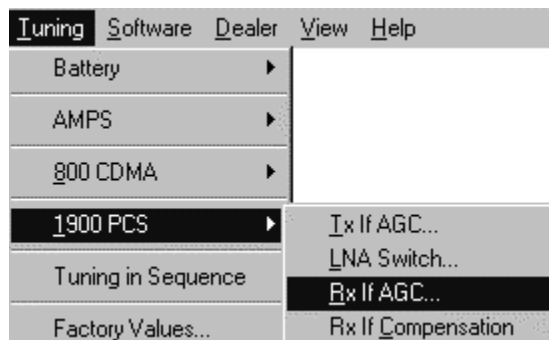 Tuning Software Dealer View Help
Battery
AMPS
800 CDMA
1900 PCS
Tx If AGC...
LNA Switch...
Tuning in Sequence
Rx If AGC...
Factory Values...
Rx If Compensation